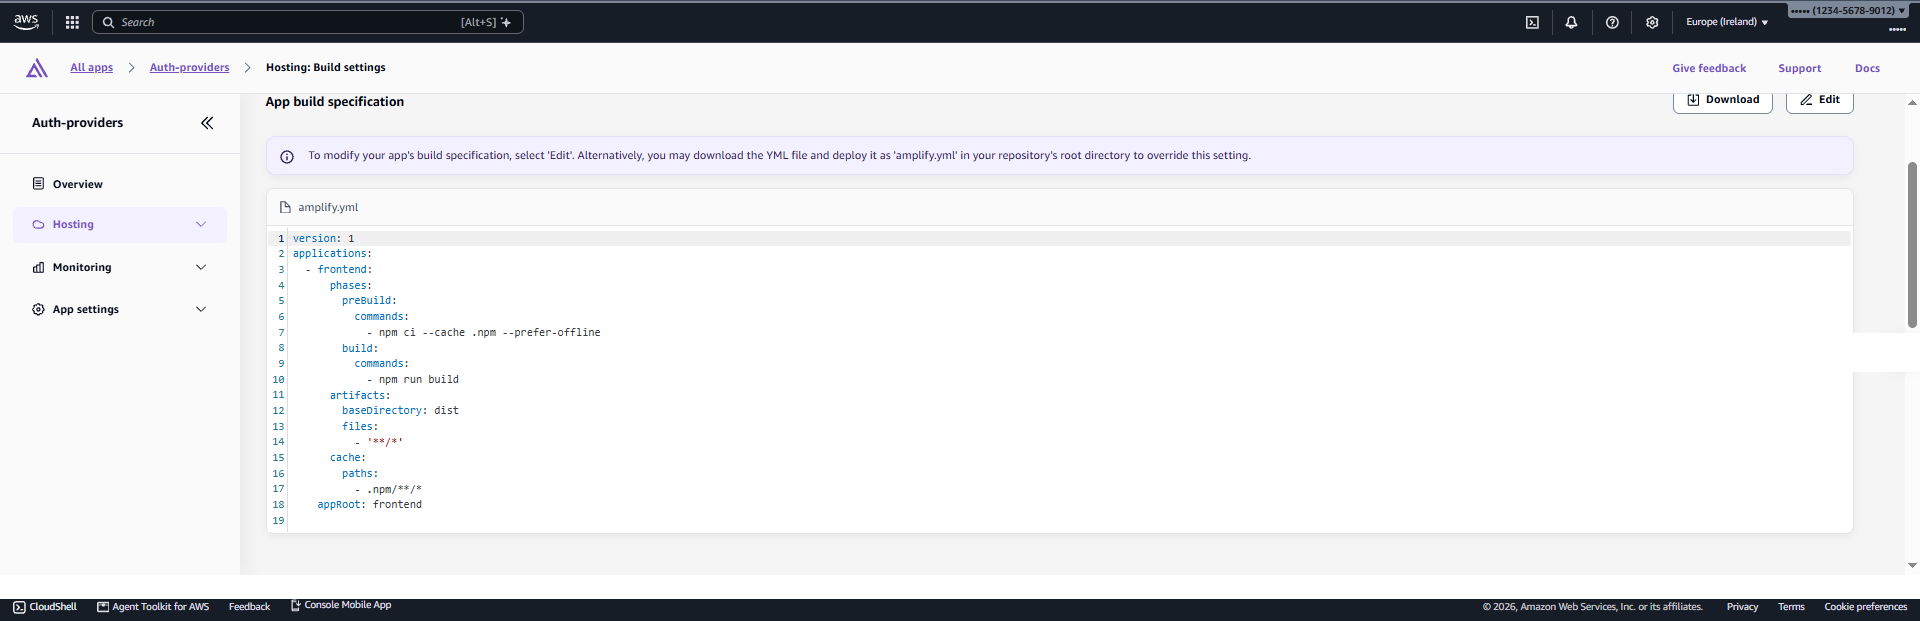 aws
Search [Alt+S]
Europe (Ireland) ▼
••••• (1234-5678-9012) ▼
•••••
All apps > Auth-providers > Hosting: Build settings
Give feedback Support Docs
Auth-providers
Overview
Hosting
Monitoring
App settings
App build specification
Download Edit
To modify your app's build specification, select 'Edit'. Alternatively, you may download the YML file and deploy it as 'amplify.yml' in your repository's root directory to override this setting.
amplify.yml
1 version: 1
2 applications:
3   - frontend:
4       phases:
5         preBuild:
6           commands:
7             - npm ci --cache .npm --prefer-offline
8         build:
9           commands:
10             - npm run build
11       artifacts:
12         baseDirectory: dist
13         files:
14           - '**/*'
15       cache:
16         paths:
17           - .npm/**/*
18     appRoot: frontend
19
CloudShell Agent Toolkit for AWS Feedback Console Mobile App
© 2026, Amazon Web Services, Inc. or its affiliates. Privacy Terms Cookie preferences